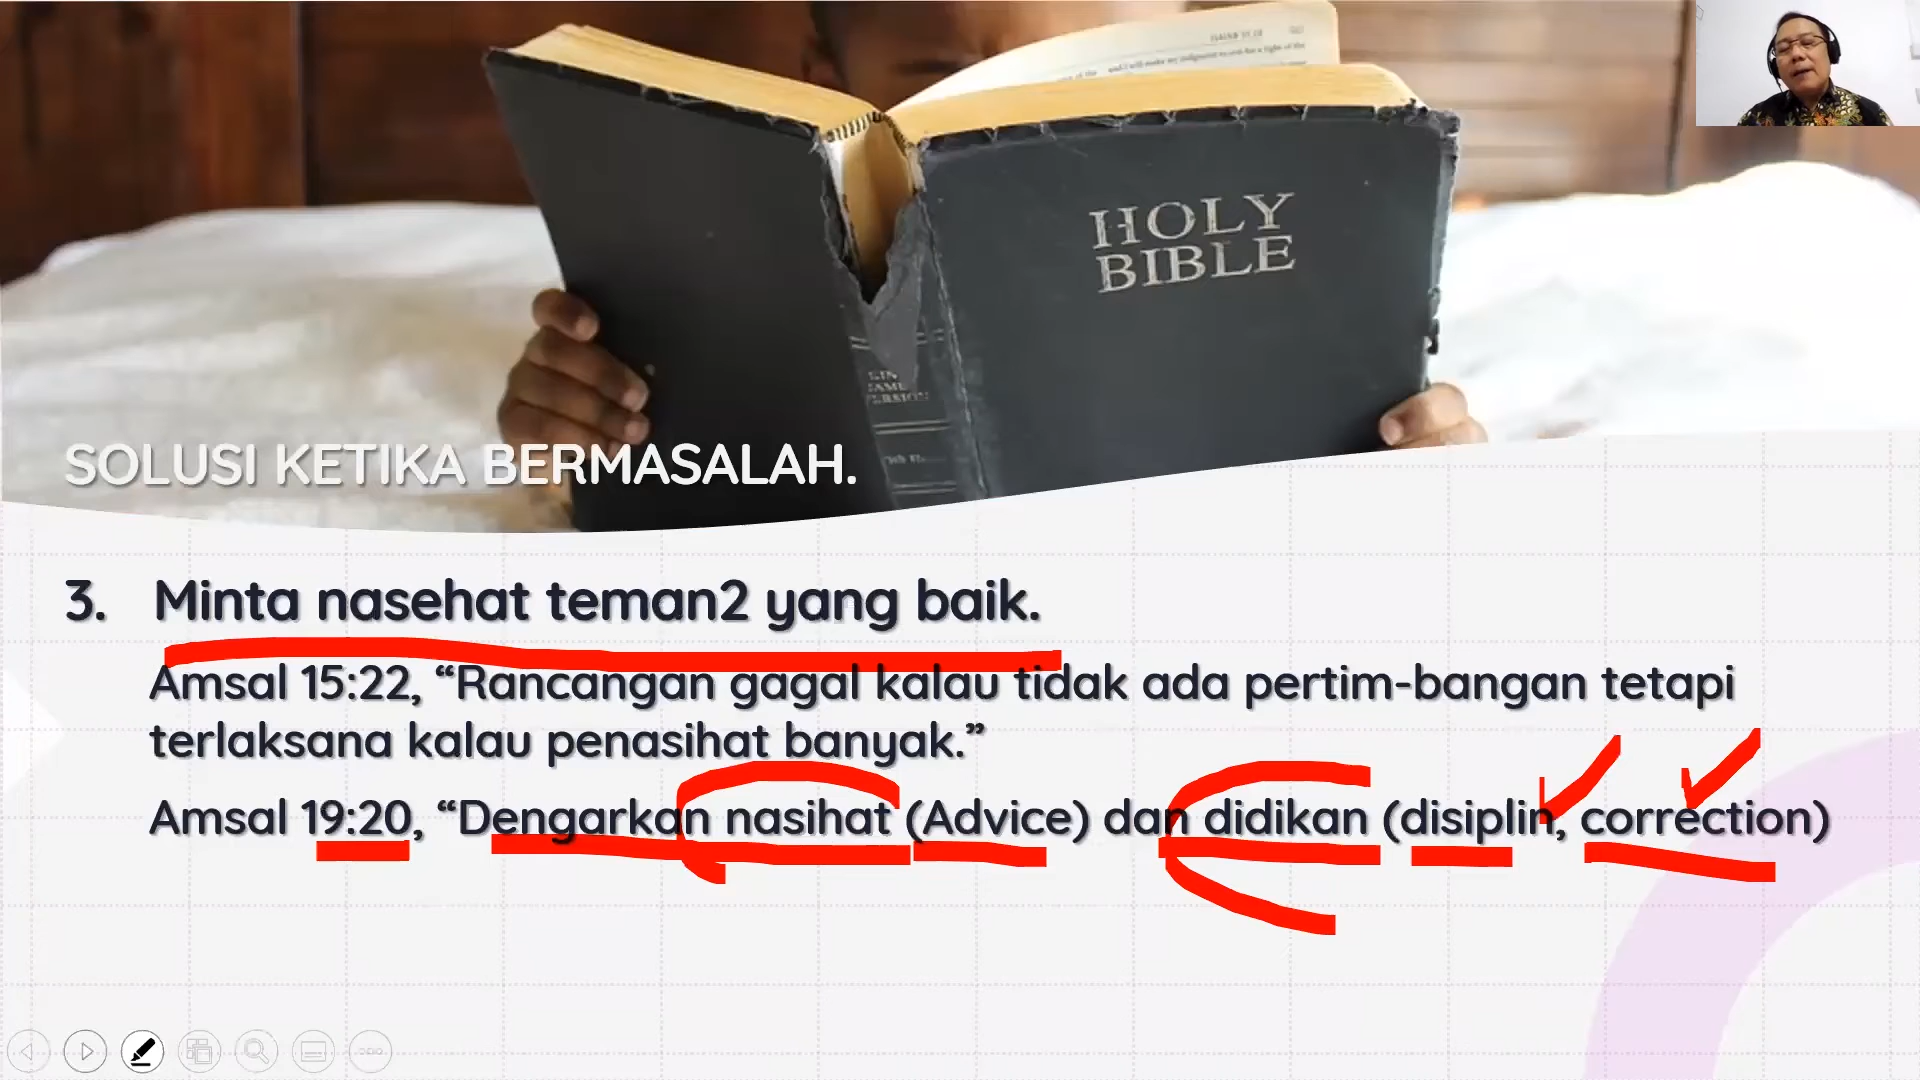 HOLY
BIBLE
SOLUSI KETIKA BERMASALAH.
3. Minta nasehat teman2 yang baik.
Amsal 15:22, “Rancangan gagal kalau tidak ada pertim-bangan tetapi
terlaksana kalau penasihat banyak.”
Amsal 19:20, “Dengarkan nasihat (Advice) dan didikan (disiplin, correction)